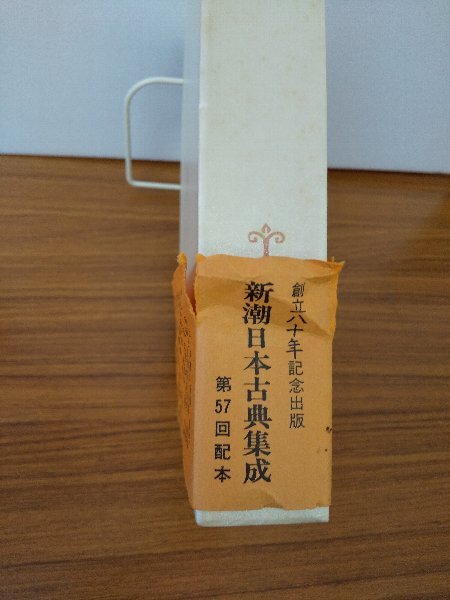 創立八十年記念出版
新潮日本古典集成
第57回配本